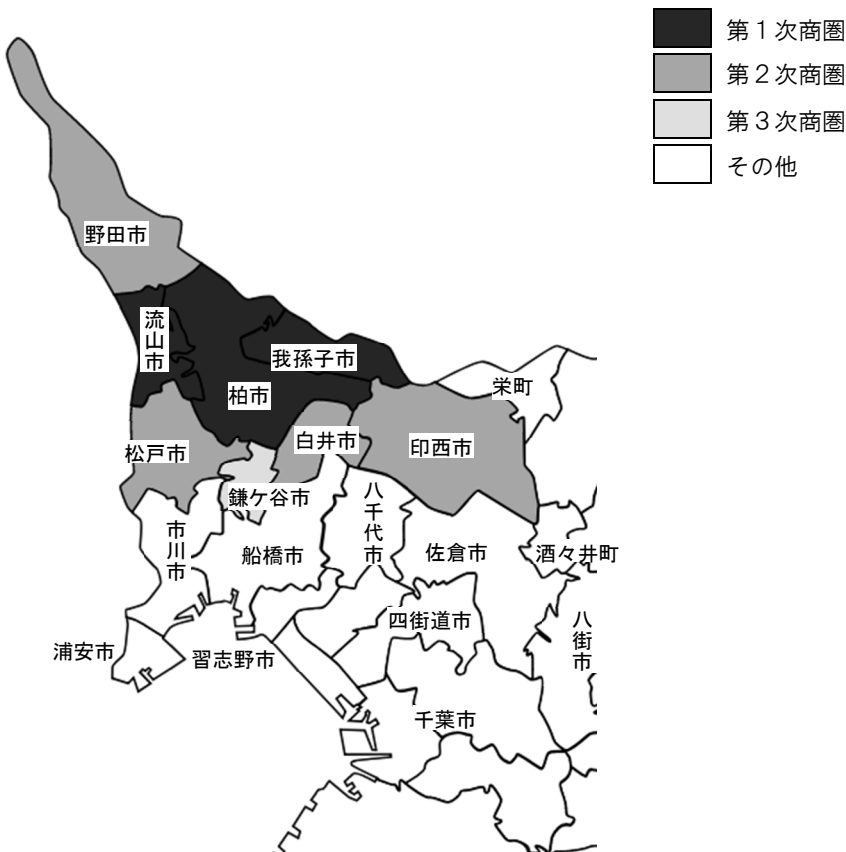 第１次商圏
第２次商圏
第３次商圏
その他
野田市
流山市
我孫子市
柏市
栄町
松戸市
白井市
印西市
鎌ケ谷市
八千代市
市川市
船橋市
佐倉市
酒々井町
四街道市
八街市
浦安市
習志野市
千葉市